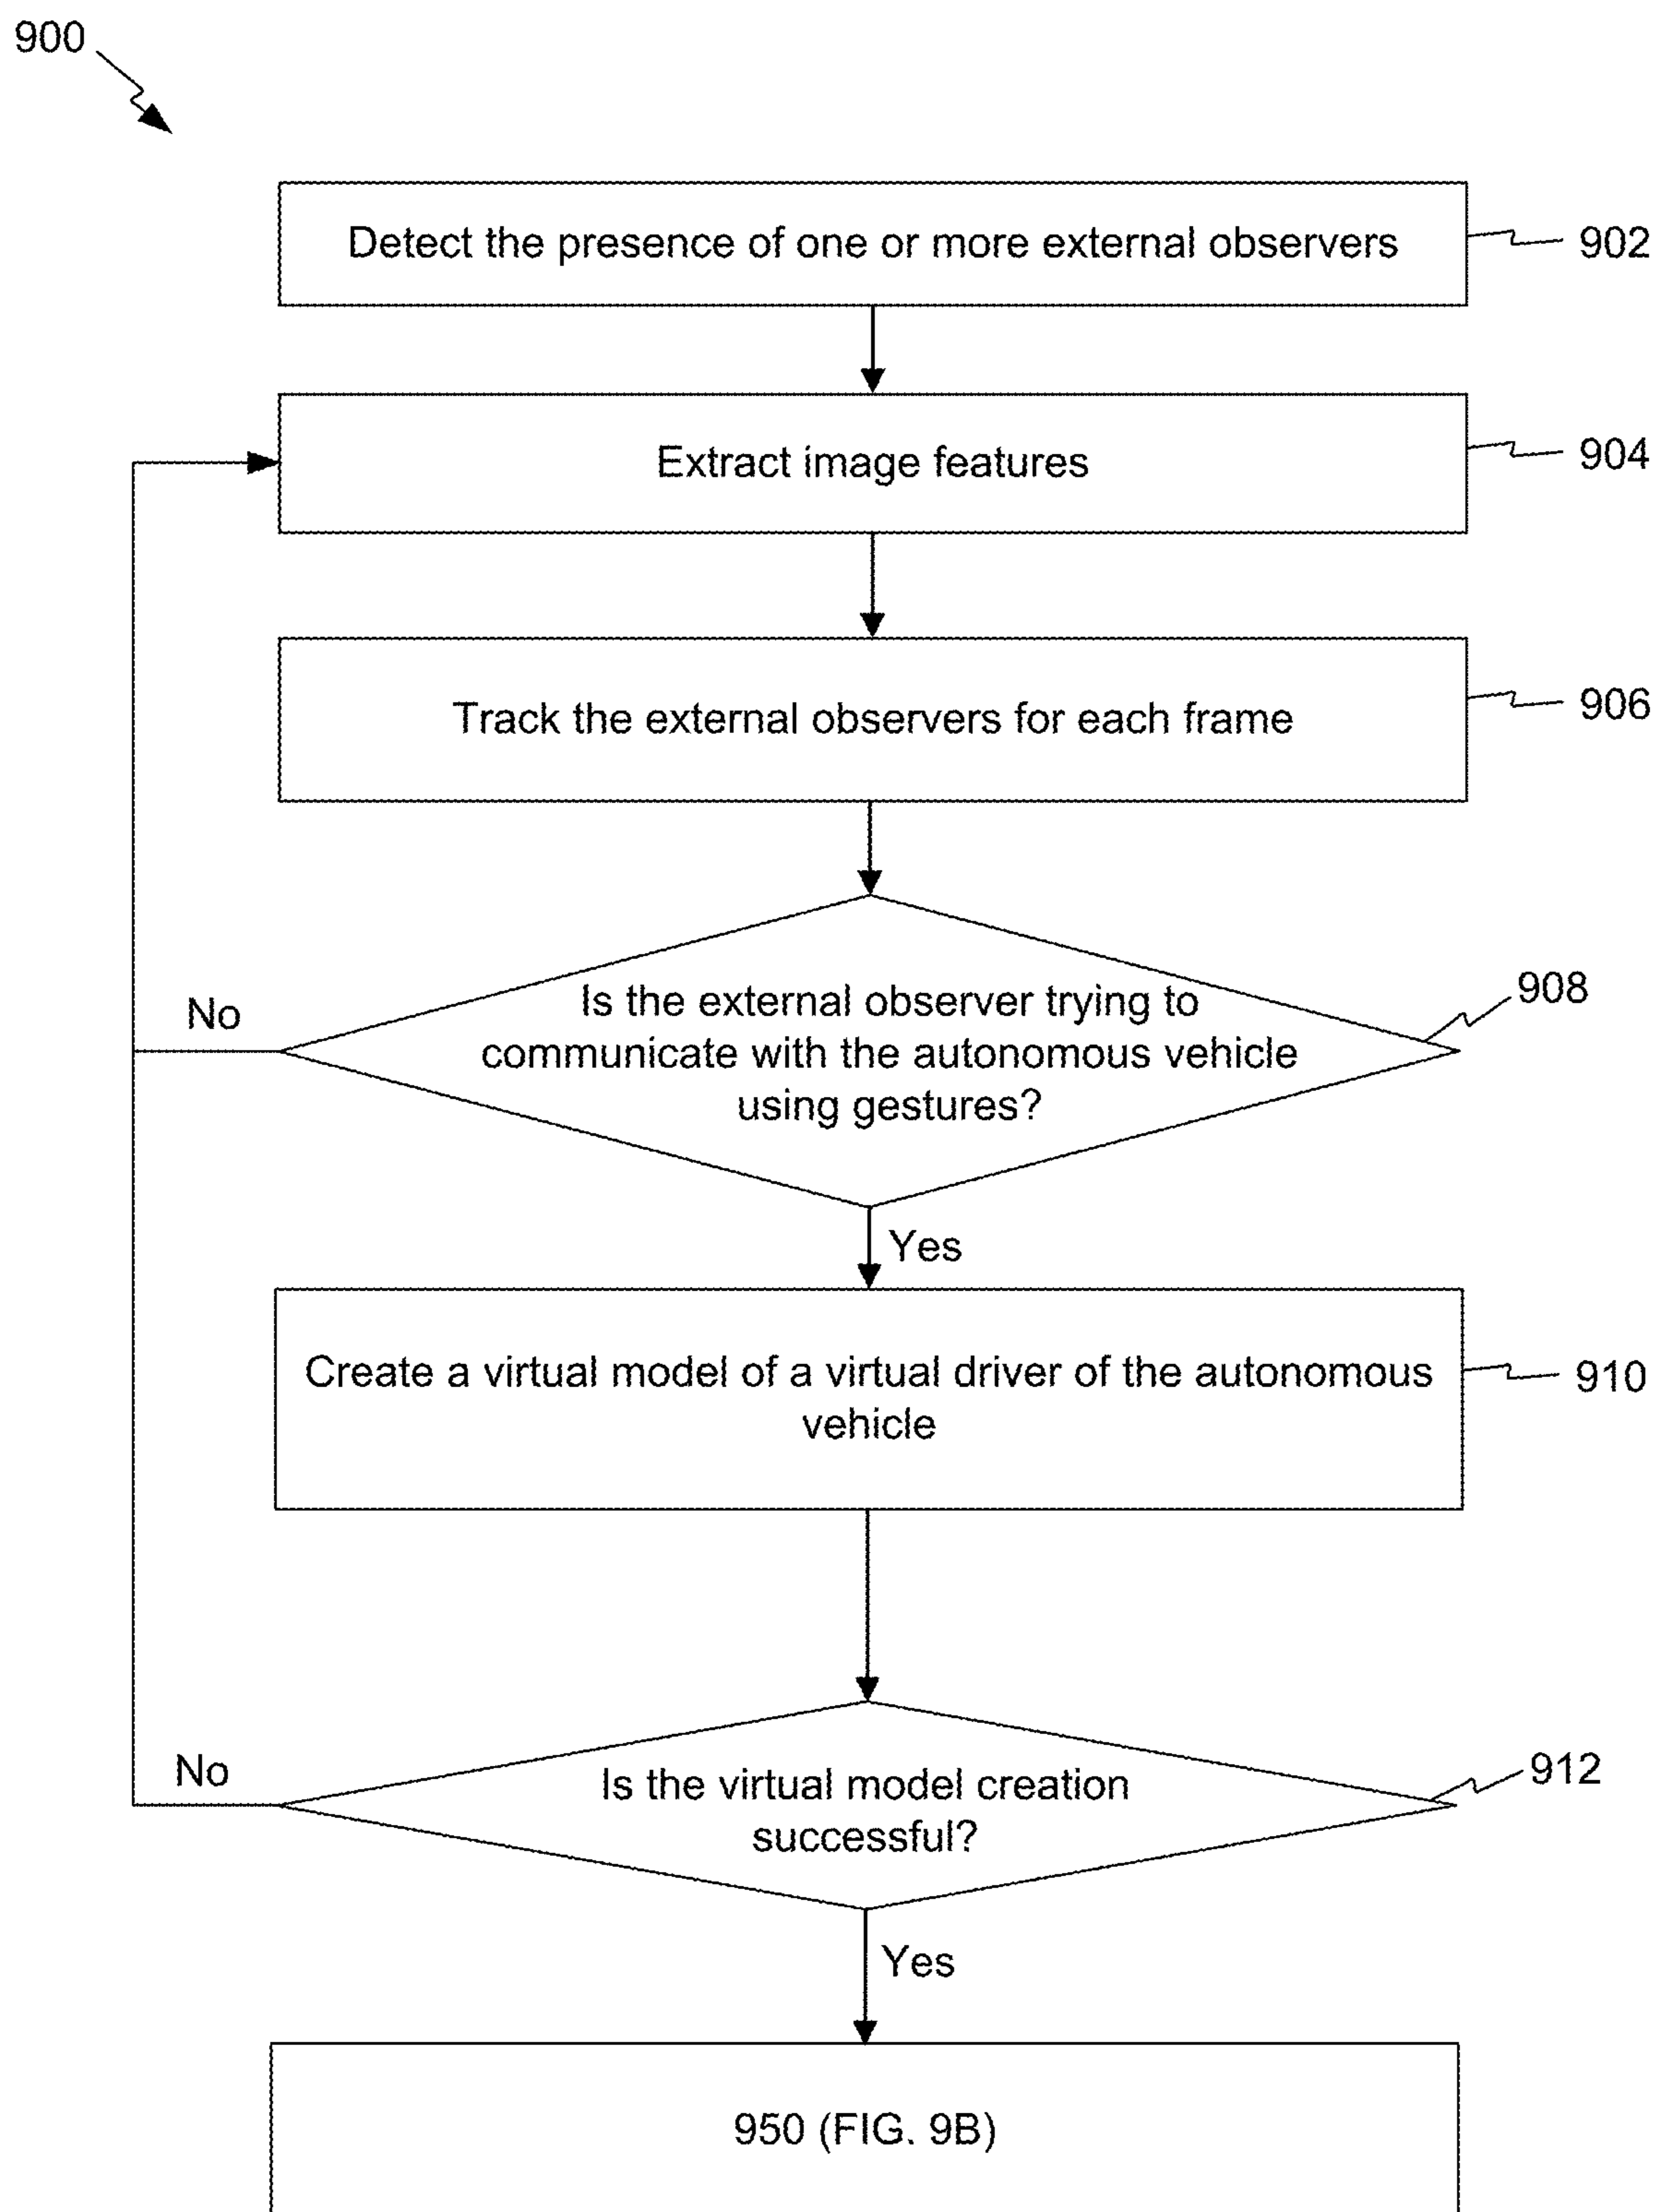 900
Detect the presence of one or more external observers
902
Extract image features
904
Track the external observers for each frame
906
Is the external observer trying to
communicate with the autonomous vehicle
using gestures?
908
No
Yes
Create a virtual model of a virtual driver of the autonomous
vehicle
910
Is the virtual model creation
successful?
912
No
Yes
950 (FIG. 9B)